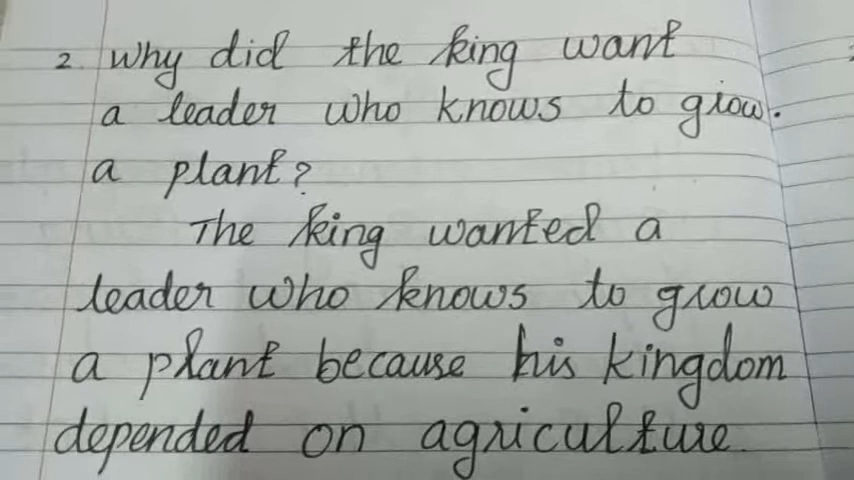 2. Why did the king want
a leader who knows to grow.
a plant?
The king wanted a
leader who knows to grow
a plant because his kingdom
depended on agriculture